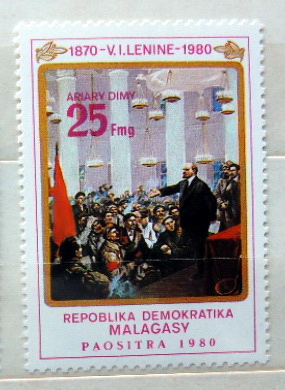 1870-V.I.LENINE-1980
ARIARY DIMY
25 Fmg
REPOBLIKA DEMOKRATIKA
MALAGASY
PAOSITRA 1980